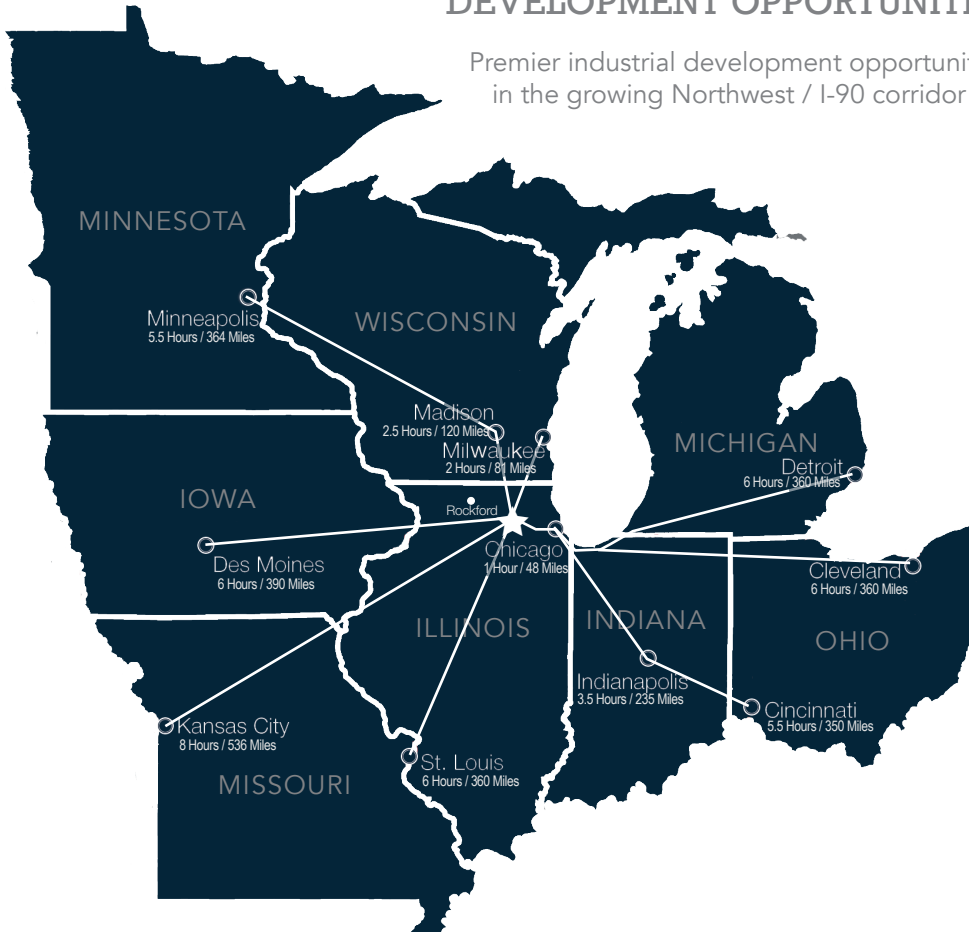 DEVELOPMENT OPPORTUNITI
Premier industrial development opportunit
in the growing Northwest / I-90 corridor
MINNESOTA
Minneapolis
5.5 Hours / 364 Miles
WISCONSIN
Madison
2.5 Hours / 120 Miles
Milwaukee
2 Hours / 81 Miles
MICHIGAN
Detroit
6 Hours / 360 Miles
IOWA
Rockford
Des Moines
6 Hours / 390 Miles
Chicago
1 Hour / 48 Miles
Cleveland
6 Hours / 360 Miles
ILLINOIS
INDIANA
OHIO
Indianapolis
3.5 Hours / 235 Miles
Cincinnati
5.5 Hours / 350 Miles
Kansas City
8 Hours / 536 Miles
St. Louis
6 Hours / 360 Miles
MISSOURI